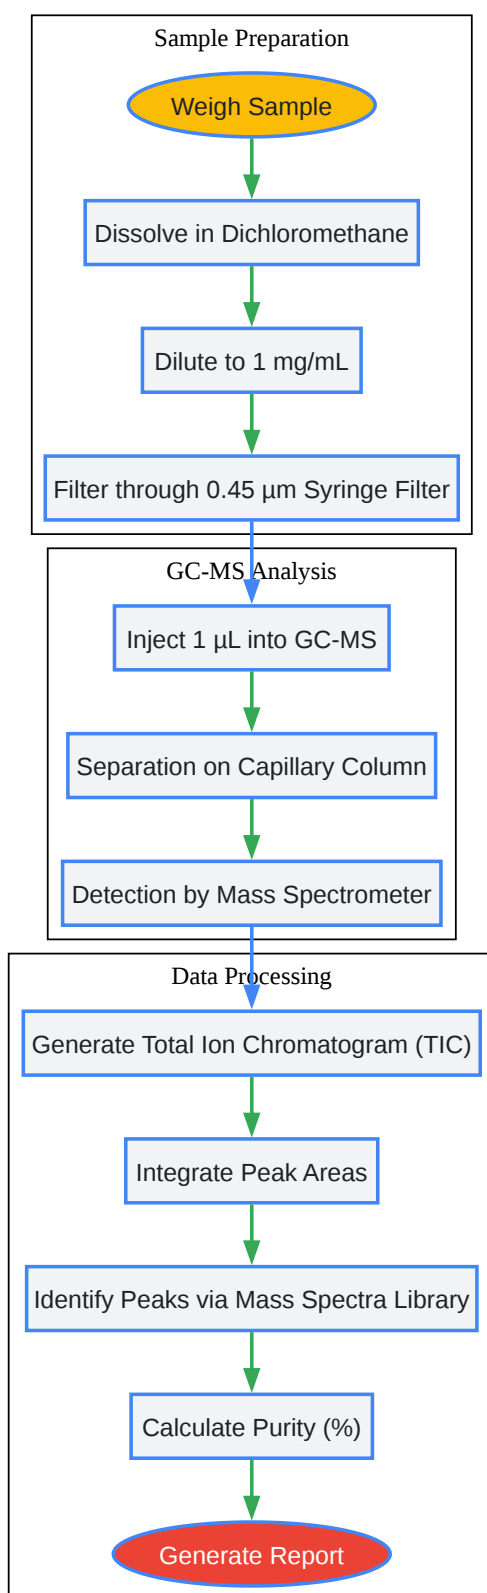 Sample Preparation
Weigh Sample
Dissolve in Dichloromethane
Dilute to 1 mg/mL
Filter through 0.45 µm Syringe Filter
GC-MS Analysis
Inject 1 µL into GC-MS
Separation on Capillary Column
Detection by Mass Spectrometer
Data Processing
Generate Total Ion Chromatogram (TIC)
Integrate Peak Areas
Identify Peaks via Mass Spectra Library
Calculate Purity (%)
Generate Report